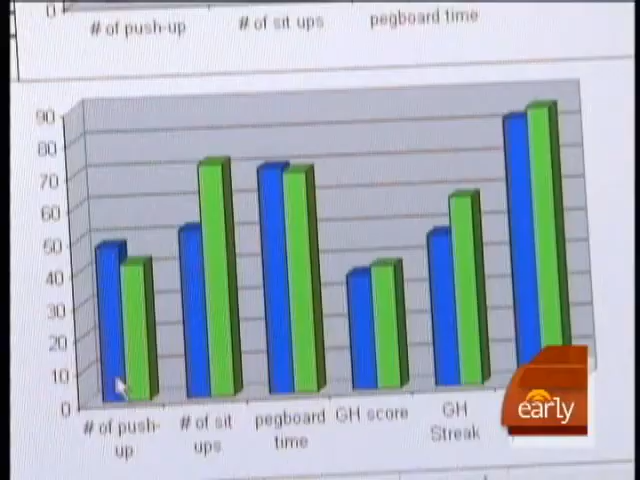 0
# of push-up # of sit ups pegboard time
90
80
70
60
50
40
30
20
10
0
# of push-
up
# of sit
ups
pegboard
time
GH score
GH
Streak
early